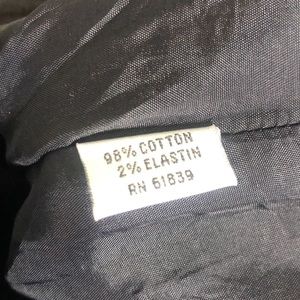 98% COTTON
2% ELASTIN
RN 61839